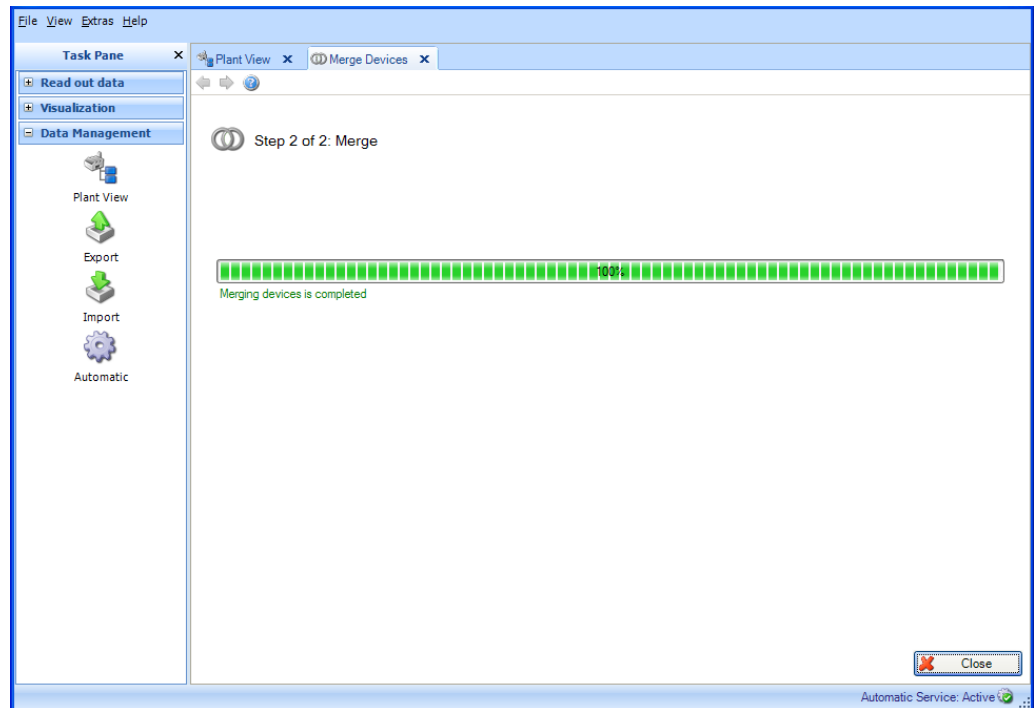 File View Extras Help
Task Pane
Plant View
Merge Devices
Read out data
Visualization
Data Management
Step 2 of 2: Merge
Plant View
Export
Import
Automatic
100%
Merging devices is completed
Close
Automatic Service: Active